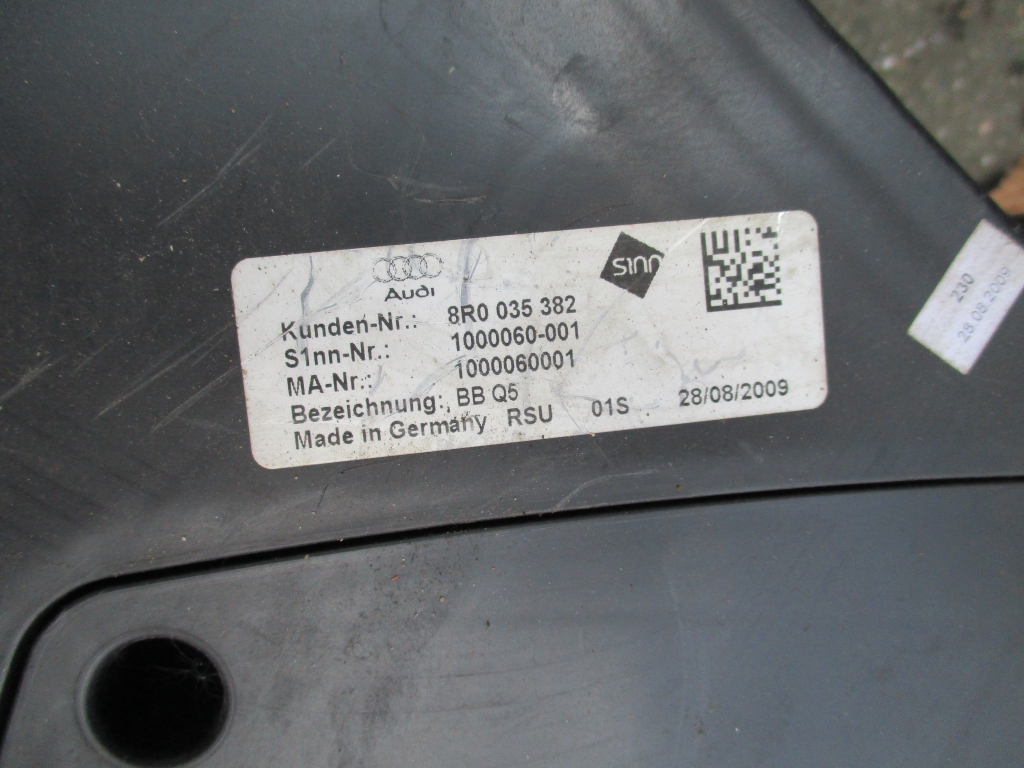 Audi
S1nn
Kunden-Nr.: 8R0 035 382
S1nn-Nr.: 1000060-001
MA-Nr.: 1000060001
Bezeichnung: BB Q5
Made in Germany RSU 01S 28/08/2009
230
28 08 2009